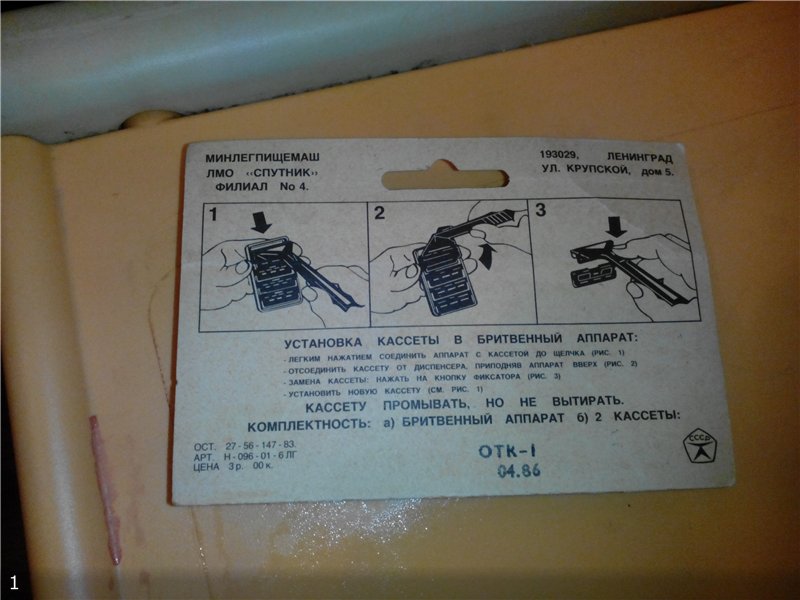 МИНЛЕГПИЩЕМАШ
ЛМО «СПУТНИК»
ФИЛИАЛ No 4.
193029, ЛЕНИНГРАД
УЛ. КРУПСКОЙ, дом 5.
1
2
3
УСТАНОВКА КАССЕТЫ В БРИТВЕННЫЙ АППАРАТ:
- ЛЕГКИМ НАЖАТИЕМ СОЕДИНИТЬ АППАРАТ С КАССЕТОЙ ДО ЩЕЛЧКА (РИС. 1)
- ОТСОЕДИНИТЬ КАССЕТУ ОТ ДИСПЕНСЕРА, ПРИПОДНЯВ АППАРАТ ВВЕРХ (РИС. 2)
- ЗАМЕНА КАССЕТЫ: НАЖАТЬ НА КНОПКУ ФИКСАТОРА (РИС. 3)
- УСТАНОВИТЬ НОВУЮ КАССЕТУ (СМ. РИС. 1)
КАССЕТУ ПРОМЫВАТЬ, НО НЕ ВЫТИРАТЬ.
КОМПЛЕКТНОСТЬ: а) БРИТВЕННЫЙ АППАРАТ б) 2 КАССЕТЫ:
ОСТ. 27-56-147-83.
АРТ. Н-096-01-6 ЛГ
ЦЕНА 3 р. 00 к.
ОТК-1
04.86
СССР
1